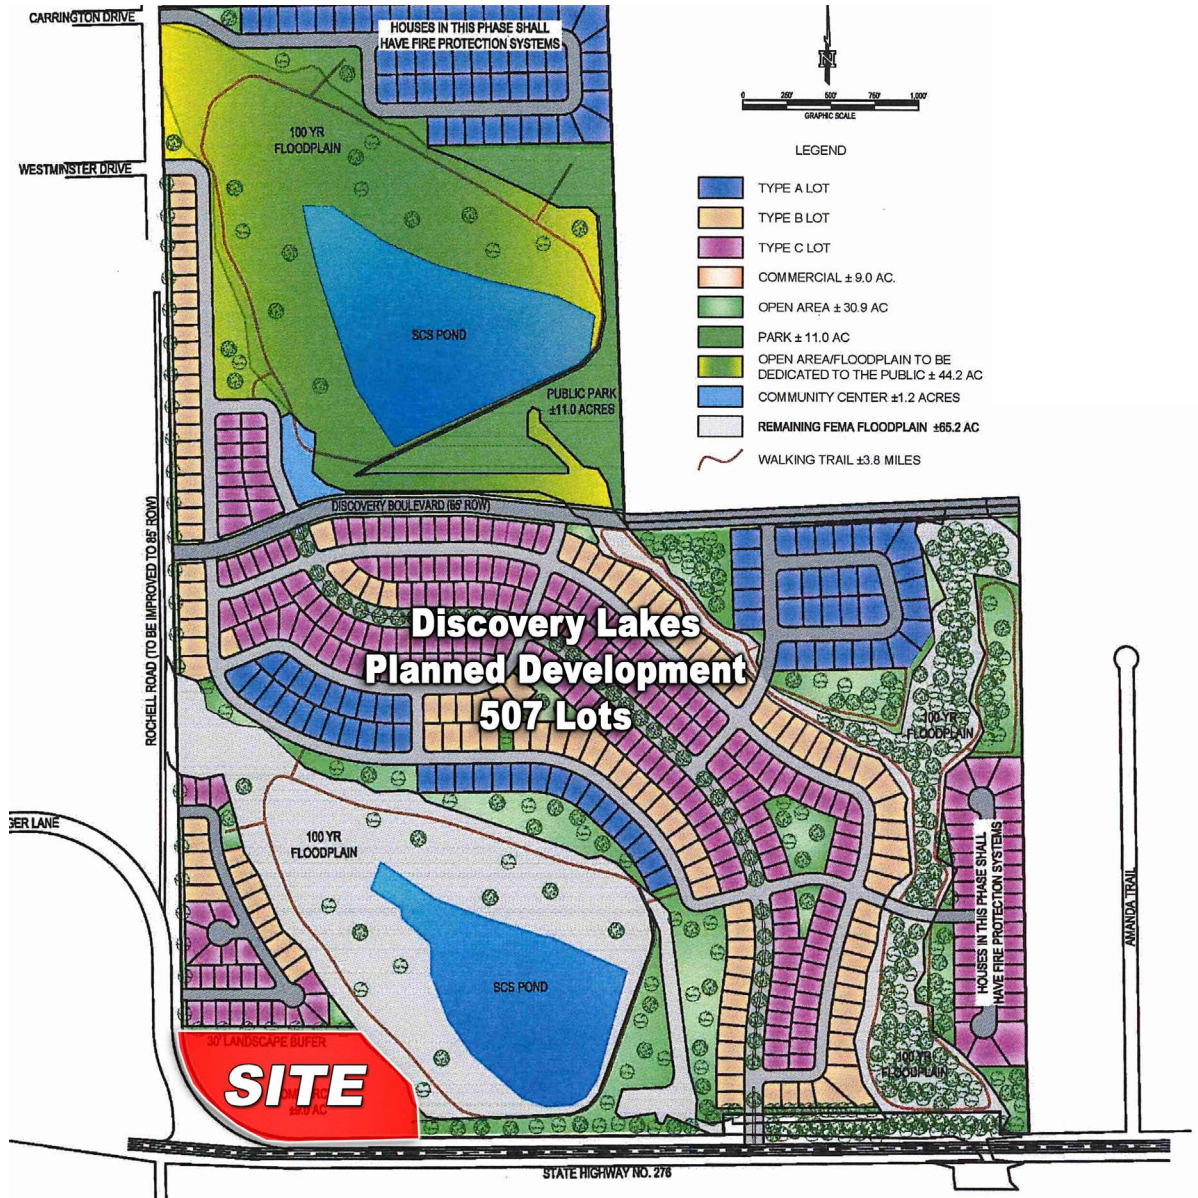 CARRINGTON DRIVE
HOUSES IN THIS PHASE SHALL
HAVE FIRE PROTECTION SYSTEMS
N
0 250' 500' 750' 1,000'
GRAPHIC SCALE
100 YR
FLOODPLAIN
WESTMINSTER DRIVE
LEGEND
TYPE A LOT
TYPE B LOT
TYPE C LOT
COMMERCIAL ± 9.0 AC.
OPEN AREA ± 30.9 AC
PARK ± 11.0 AC
OPEN AREA/FLOODPLAIN TO BE
DEDICATED TO THE PUBLIC ± 44.2 AC
COMMUNITY CENTER ±1.2 ACRES
REMAINING FEMA FLOODPLAIN ±65.2 AC
WALKING TRAIL ±3.8 MILES
SCS POND
PUBLIC PARK
±11.0 ACRES
DISCOVERY BOULEVARD (65' ROW)
ROCHELL ROAD (TO BE IMPROVED TO 85' ROW)
Discovery Lakes
Planned Development
507 Lots
100 YR
FLOODPLAIN
GER LANE
100 YR
FLOODPLAIN
HOUSES IN THIS PHASE SHALL
HAVE FIRE PROTECTION SYSTEMS
AMANDA TRAIL
SCS POND
30' LANDSCAPE BUFER
SITE
±9.0 AC
100 YR
FLOODPLAIN
STATE HIGHWAY NO. 276